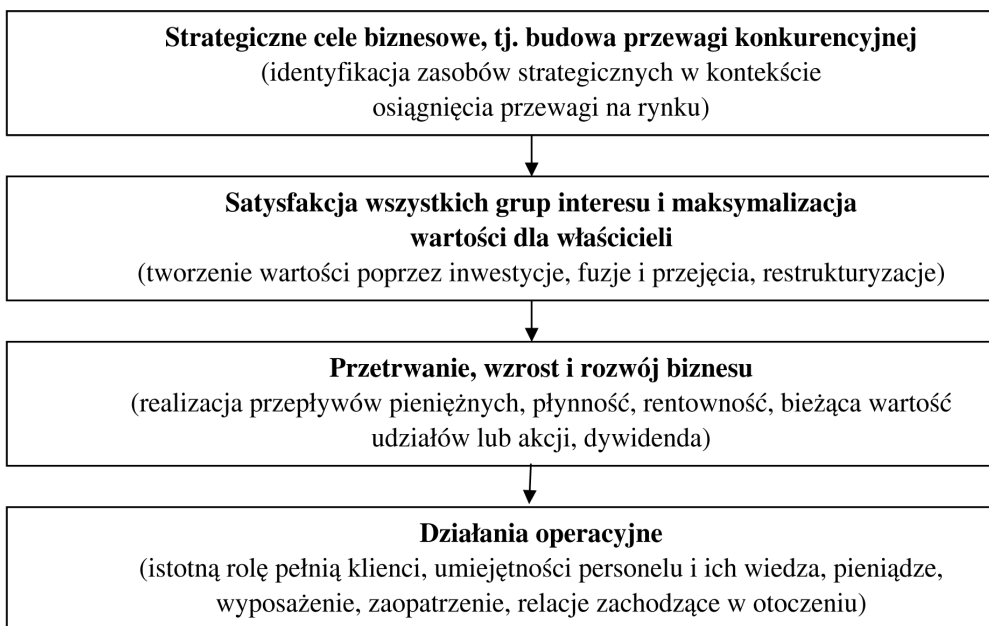 Strategiczne cele biznesowe, tj. budowa przewagi konkurencyjnej
(identyfikacja zasobów strategicznych w kontekście
osiągnięcia przewagi na rynku)
Satysfakcja wszystkich grup interesu i maksymalizacja
wartości dla właścicieli
(tworzenie wartości poprzez inwestycje, fuzje i przejęcia, restrukturyzacje)
Przetrwanie, wzrost i rozwój biznesu
(realizacja przepływów pieniężnych, płynność, rentowność, bieżąca wartość
udziałów lub akcji, dywidenda)
Działania operacyjne
(istotną rolę pełnią klienci, umiejętności personelu i ich wiedza, pieniądze,
wyposażenie, zaopatrzenie, relacje zachodzące w otoczeniu)